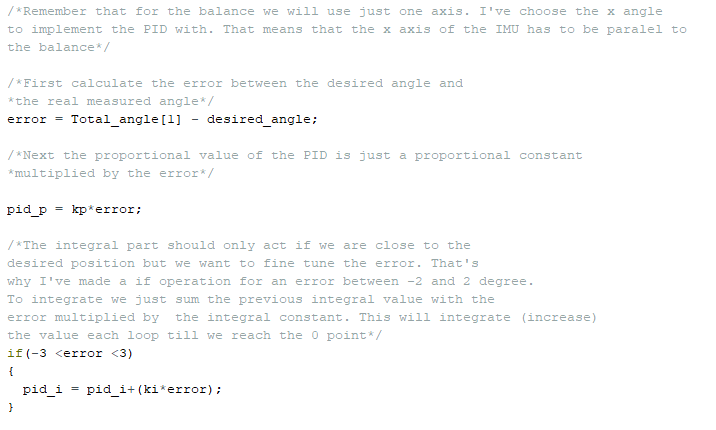 /*Remember that for the balance we will use just one axis. I've choose the x angle
to implement the PID with. That means that the x axis of the IMU has to be paralel to
the balance*/
/*First calculate the error between the desired angle and
*the real measured angle*/
error = Total_angle[1] - desired_angle;
/*Next the proportional value of the PID is just a proportional constant
*multiplied by the error*/
pid_p = kp*error;
/*The integral part should only act if we are close to the
desired position but we want to fine tune the error. That's
why I've made a if operation for an error between -2 and 2 degree.
To integrate we just sum the previous integral value with the
error multiplied by  the integral constant. This will integrate (increase)
the value each loop till we reach the 0 point*/
if(-3 <error <3)
{
  pid_i = pid_i+(ki*error);
}